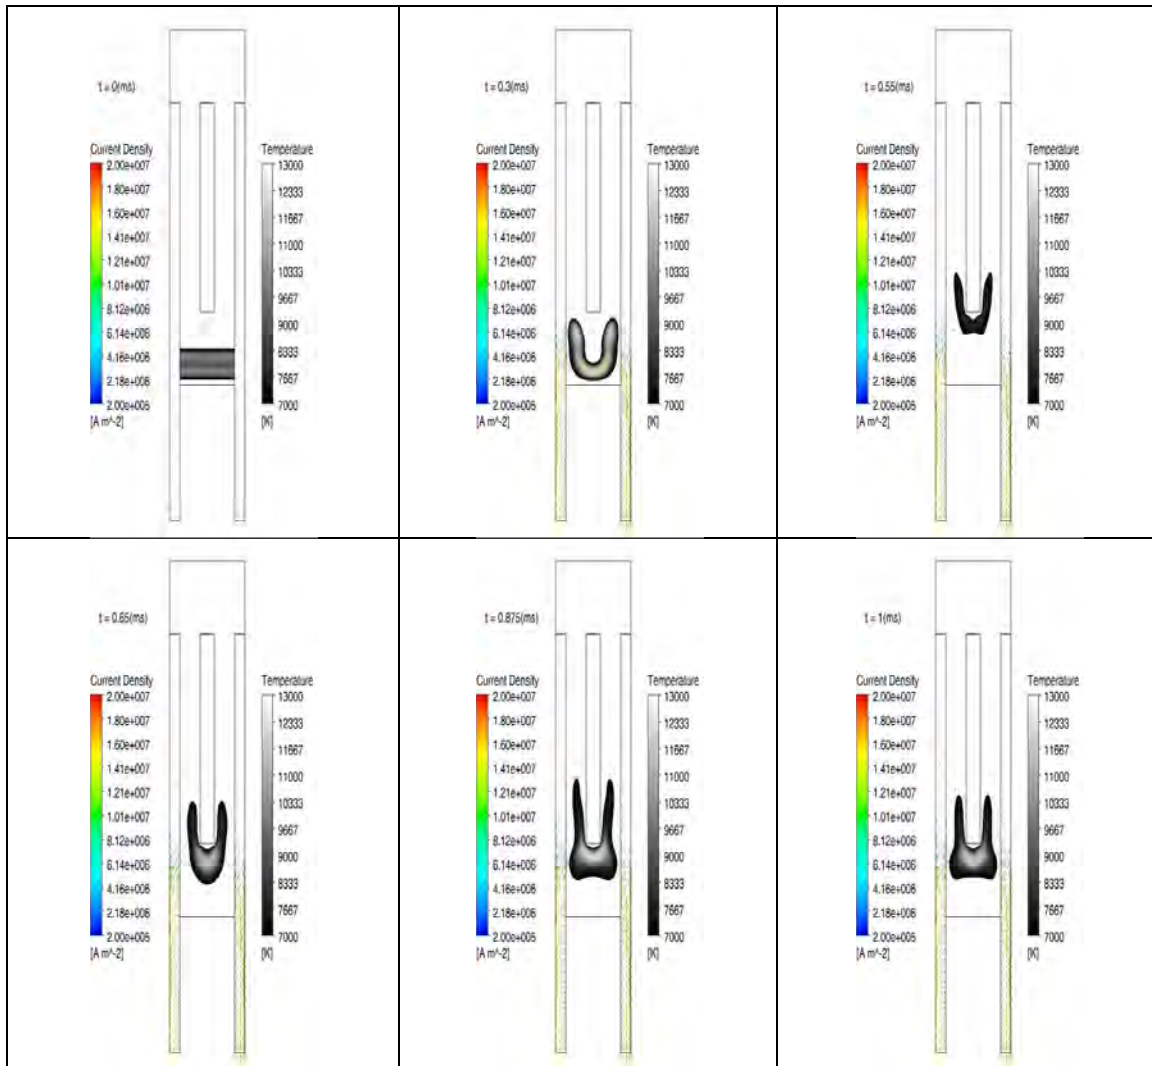 t = 0(ms)
Current Density
2.00e+007
1.80e+007
1.60e+007
1.41e+007
1.21e+007
1.01e+007
8.12e+006
6.14e+006
4.16e+006
2.18e+006
2.00e+005
[A m^-2]
Temperature
13000
12333
11667
11000
10333
9667
9000
8333
7667
7000
[K]
t = 0.3(ms)
Current Density
2.00e+007
1.80e+007
1.60e+007
1.41e+007
1.21e+007
1.01e+007
8.12e+006
6.14e+006
4.16e+006
2.18e+006
2.00e+005
[A m^-2]
Temperature
13000
12333
11667
11000
10333
9667
9000
8333
7667
7000
[K]
t = 0.55(ms)
Current Density
2.00e+007
1.80e+007
1.60e+007
1.41e+007
1.21e+007
1.01e+007
8.12e+006
6.14e+006
4.16e+006
2.18e+006
2.00e+005
[A m^-2]
Temperature
13000
12333
11667
11000
10333
9667
9000
8333
7667
7000
[K]
t = 0.65(ms)
Current Density
2.00e+007
1.80e+007
1.60e+007
1.41e+007
1.21e+007
1.01e+007
8.12e+006
6.14e+006
4.16e+006
2.18e+006
2.00e+005
[A m^-2]
Temperature
13000
12333
11667
11000
10333
9667
9000
8333
7667
7000
[K]
t = 0.875(ms)
Current Density
2.00e+007
1.80e+007
1.60e+007
1.41e+007
1.21e+007
1.01e+007
8.12e+006
6.14e+006
4.16e+006
2.18e+006
2.00e+005
[A m^-2]
Temperature
13000
12333
11667
11000
10333
9667
9000
8333
7667
7000
[K]
t = 1(ms)
Current Density
2.00e+007
1.80e+007
1.60e+007
1.41e+007
1.21e+007
1.01e+007
8.12e+006
6.14e+006
4.16e+006
2.18e+006
2.00e+005
[A m^-2]
Temperature
13000
12333
11667
11000
10333
9667
9000
8333
7667
7000
[K]